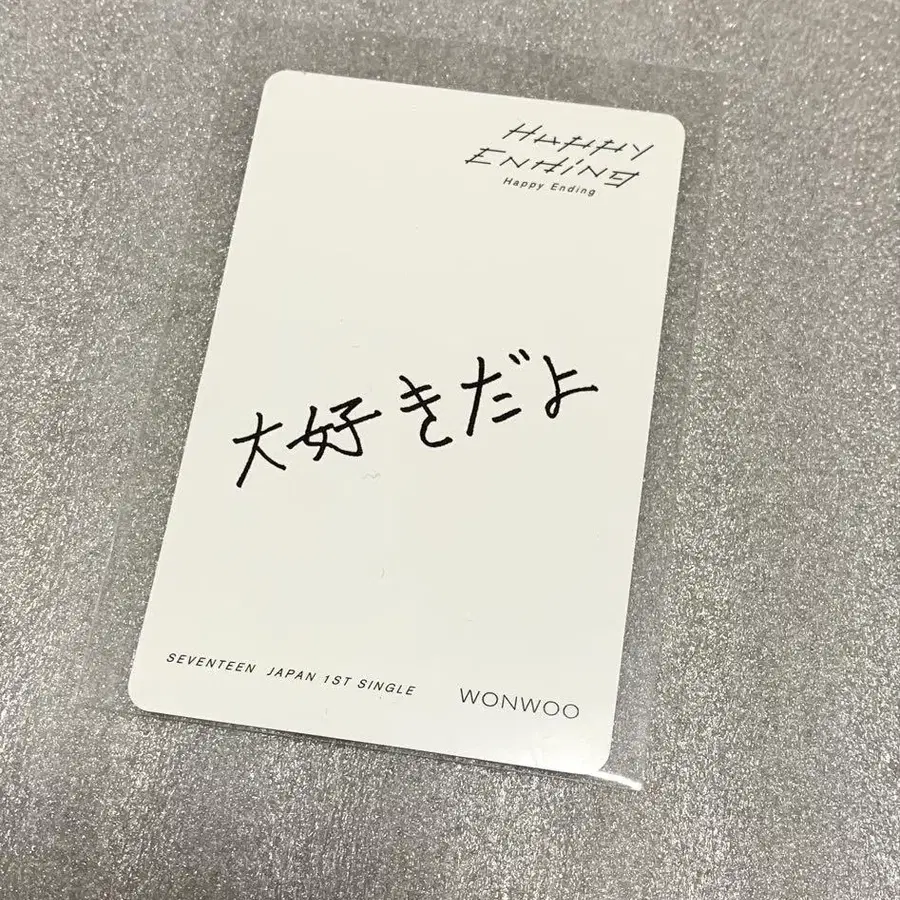 HAPPY
ENDiNg
Happy Ending
大好きだよ
SEVENTEEN JAPAN 1ST SINGLE
WONWOO